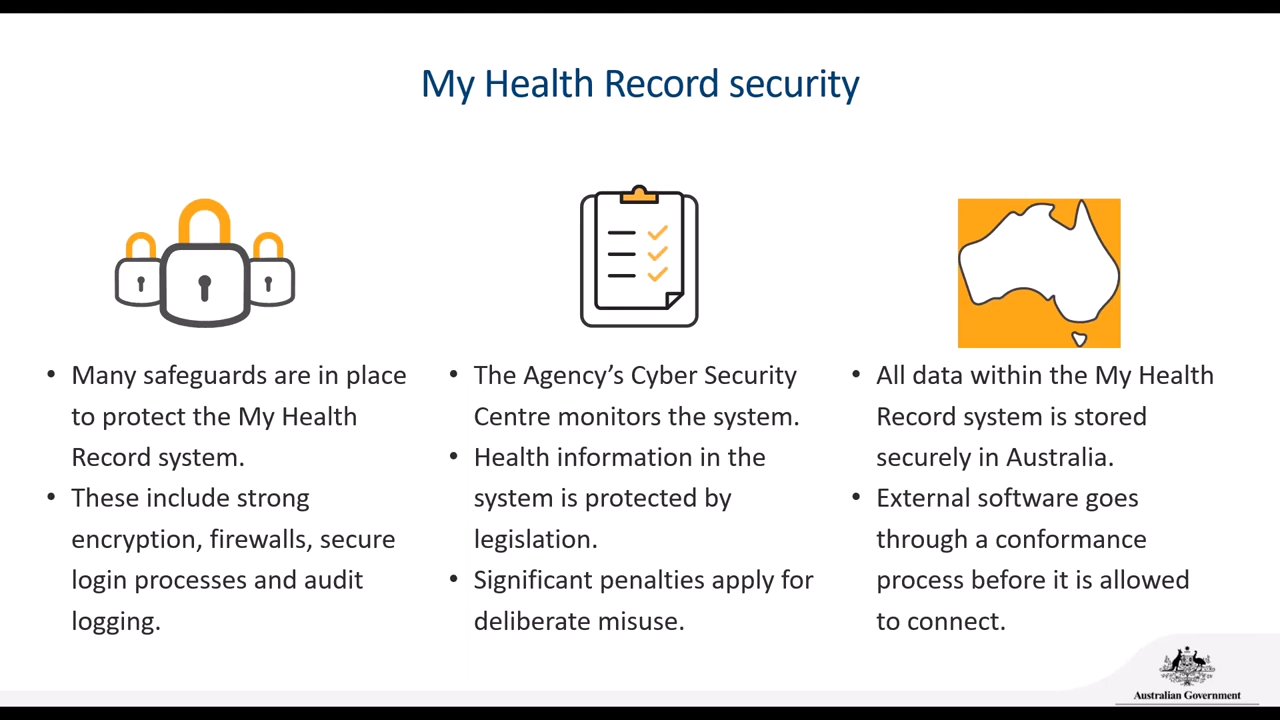 My Health Record security
• Many safeguards are in place
to protect the My Health
Record system.
• These include strong
encryption, firewalls, secure
login processes and audit
logging.
• The Agency’s Cyber Security
Centre monitors the system.
• Health information in the
system is protected by
legislation.
• Significant penalties apply for
deliberate misuse.
• All data within the My Health
Record system is stored
securely in Australia.
• External software goes
through a conformance
process before it is allowed
to connect.
Australian Government